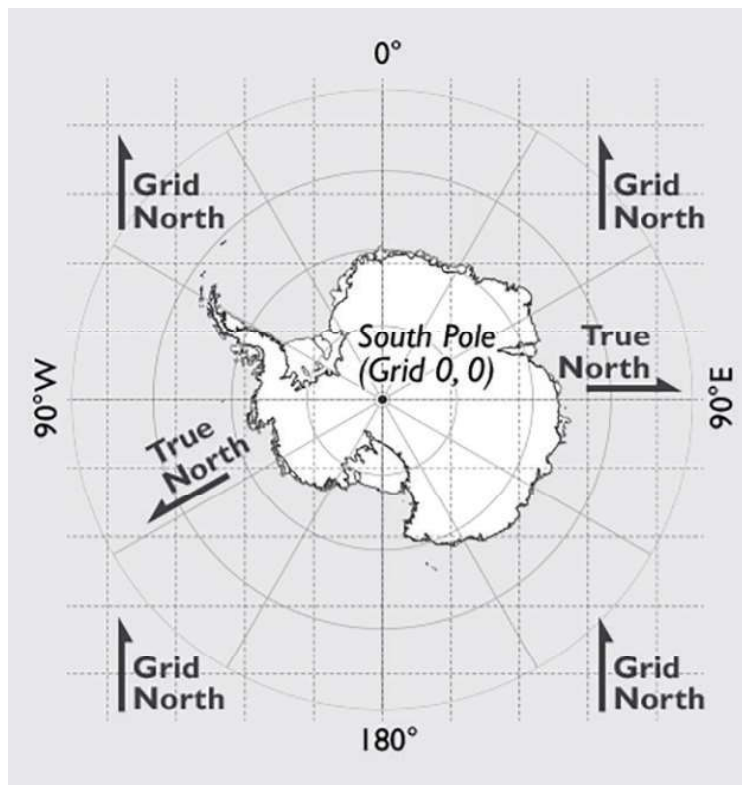 0°
Grid
North
Grid
North
South Pole
(Grid 0, 0)
True
North
90°W
90°E
True
North
Grid
North
Grid
North
180°